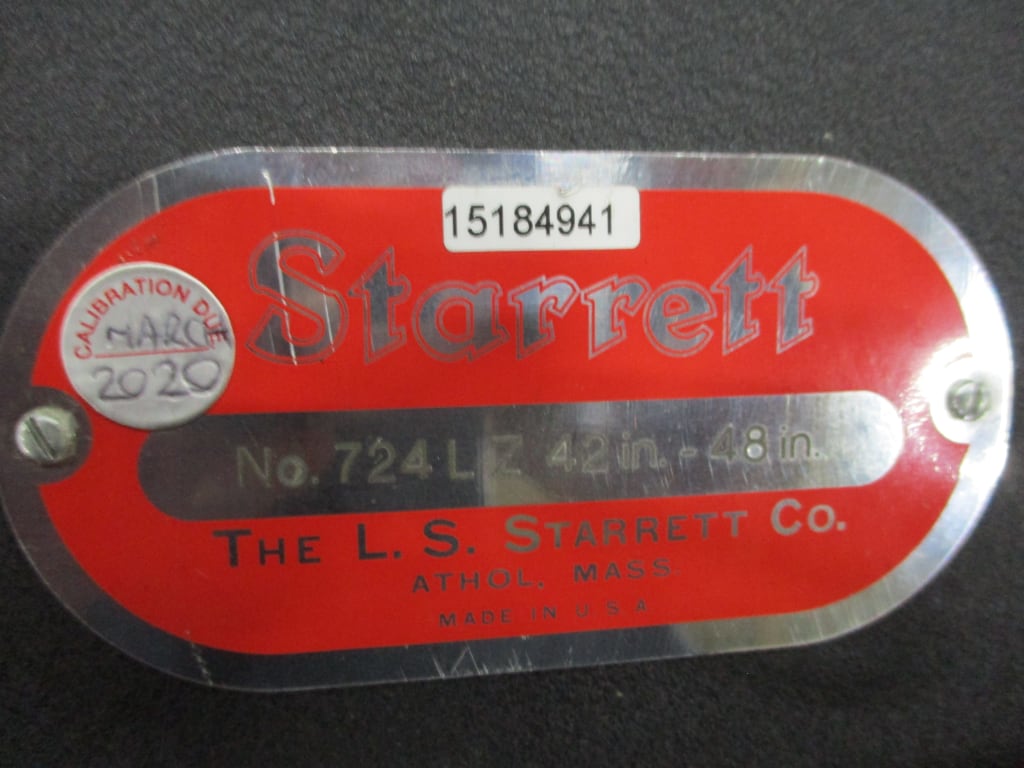 15184941
Starrett
CALIBRATION DUE
MARCH
2020
No. 724 L Z 42 in. - 48 in.
THE L. S. STARRETT CO.
ATHOL, MASS.
MADE IN U.S.A.